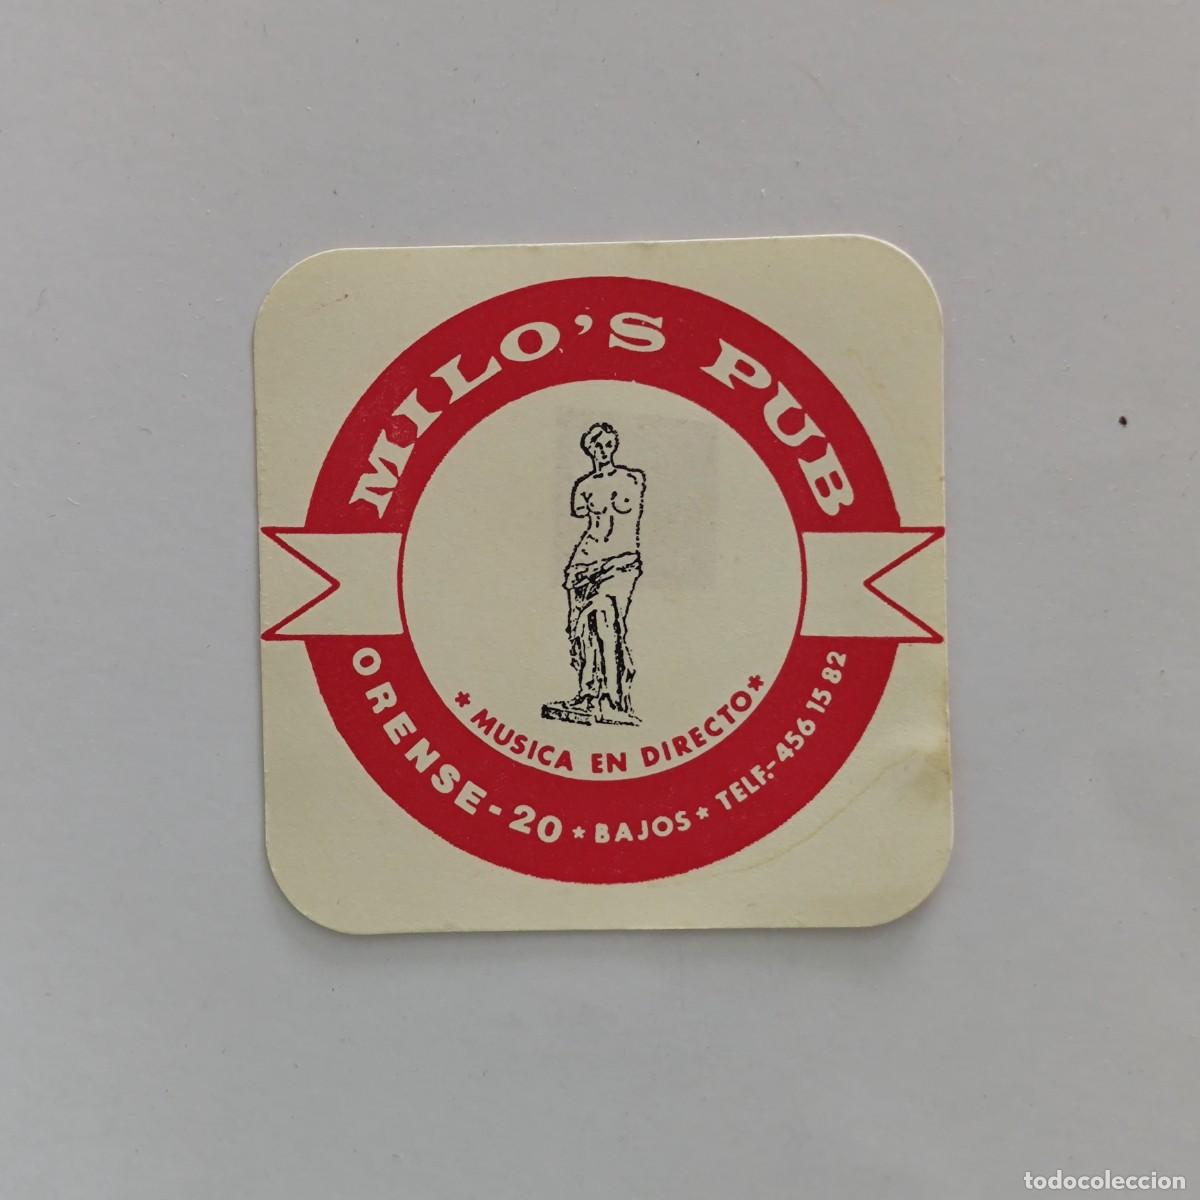 MILO'S PUB
* MUSICA EN DIRECTO *
ORENSE - 20 * BAJOS * TELF.- 456 15 82
todocoleccion